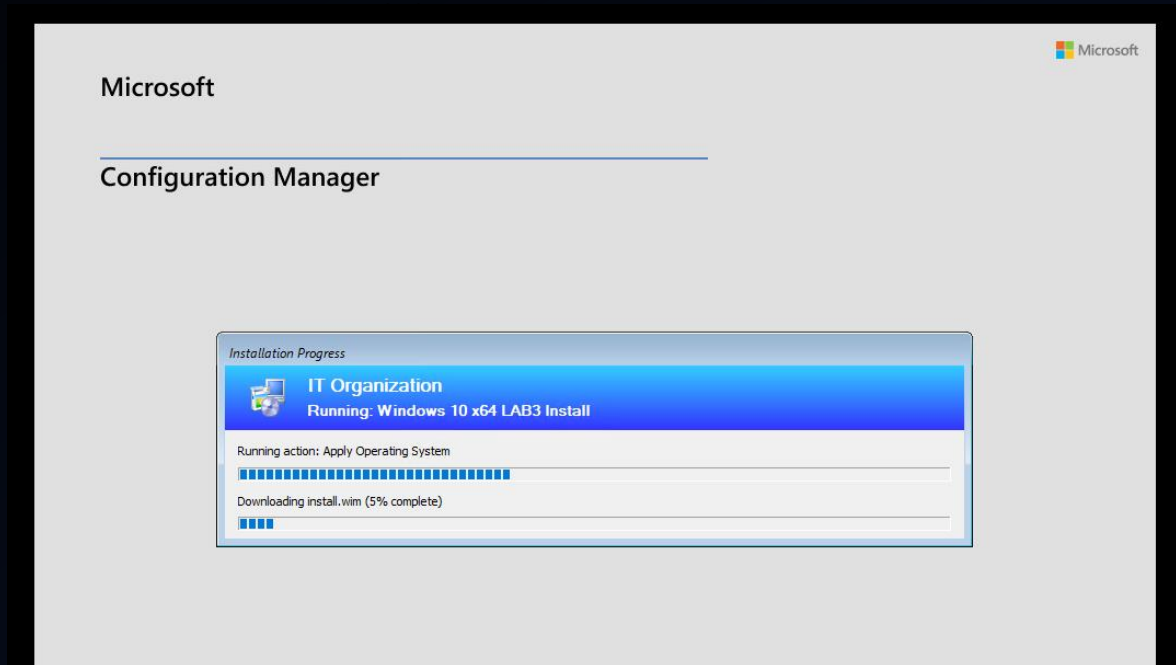 Microsoft
Microsoft
Configuration Manager
Installation Progress
IT Organization
Running: Windows 10 x64 LAB3 Install
Running action: Apply Operating System
Downloading install.wim (5% complete)